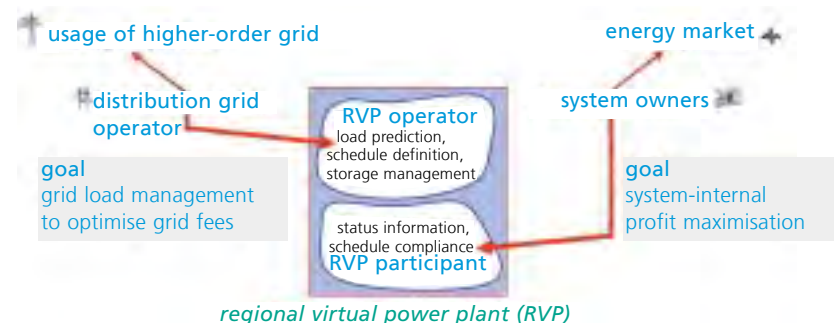 usage of higher-order grid
energy market
distribution grid
operator
system owners
RVP operator
load prediction,
schedule definition,
storage management
goal
grid load management
to optimise grid fees
goal
system-internal
profit maximisation
status information,
schedule compliance
RVP participant
regional virtual power plant (RVP)